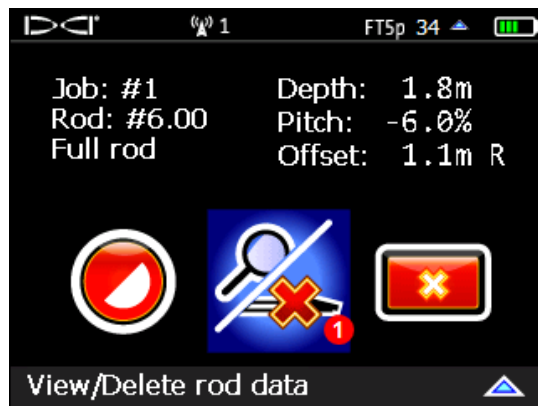 1 FT5p 34
Job: #1 Depth: 1.8m
Rod: #6.00 Pitch: -6.0%
Full rod Offset: 1.1m R
1
View/Delete rod data